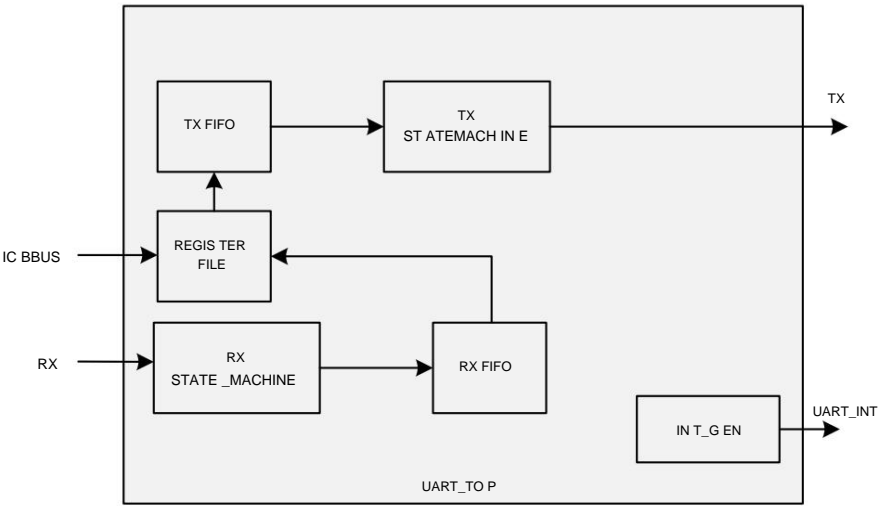 TX
TX FIFO
TX
ST ATEMACH IN E
REGIS TER
FILE
IC BBUS
RX
RX
STATE _MACHINE
RX FIFO
IN T_G EN
UART_INT
UART_TO P